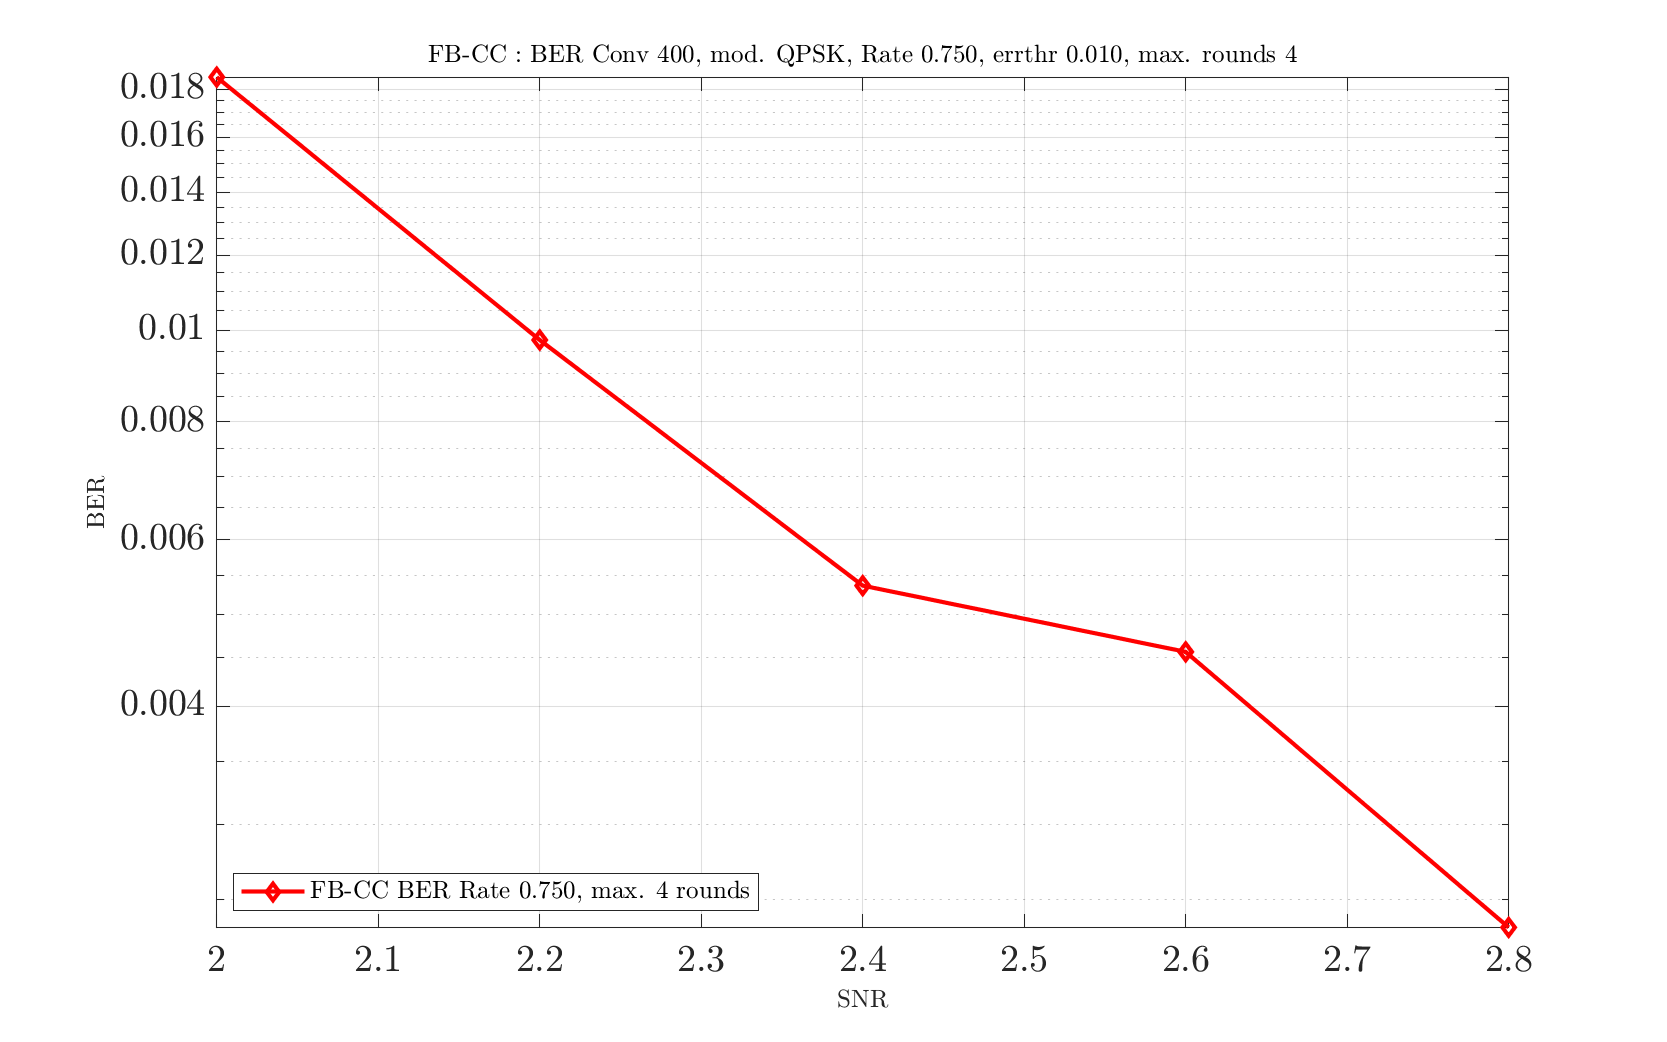 FB-CC : BER Conv 400, mod. QPSK, Rate 0.750, errthr 0.010, max. rounds 4
0.018
0.016
0.014
0.012
0.01
0.008
0.006
0.004
BER
FB-CC BER Rate 0.750, max. 4 rounds
2 2.1 2.2 2.3 2.4 2.5 2.6 2.7 2.8
SNR